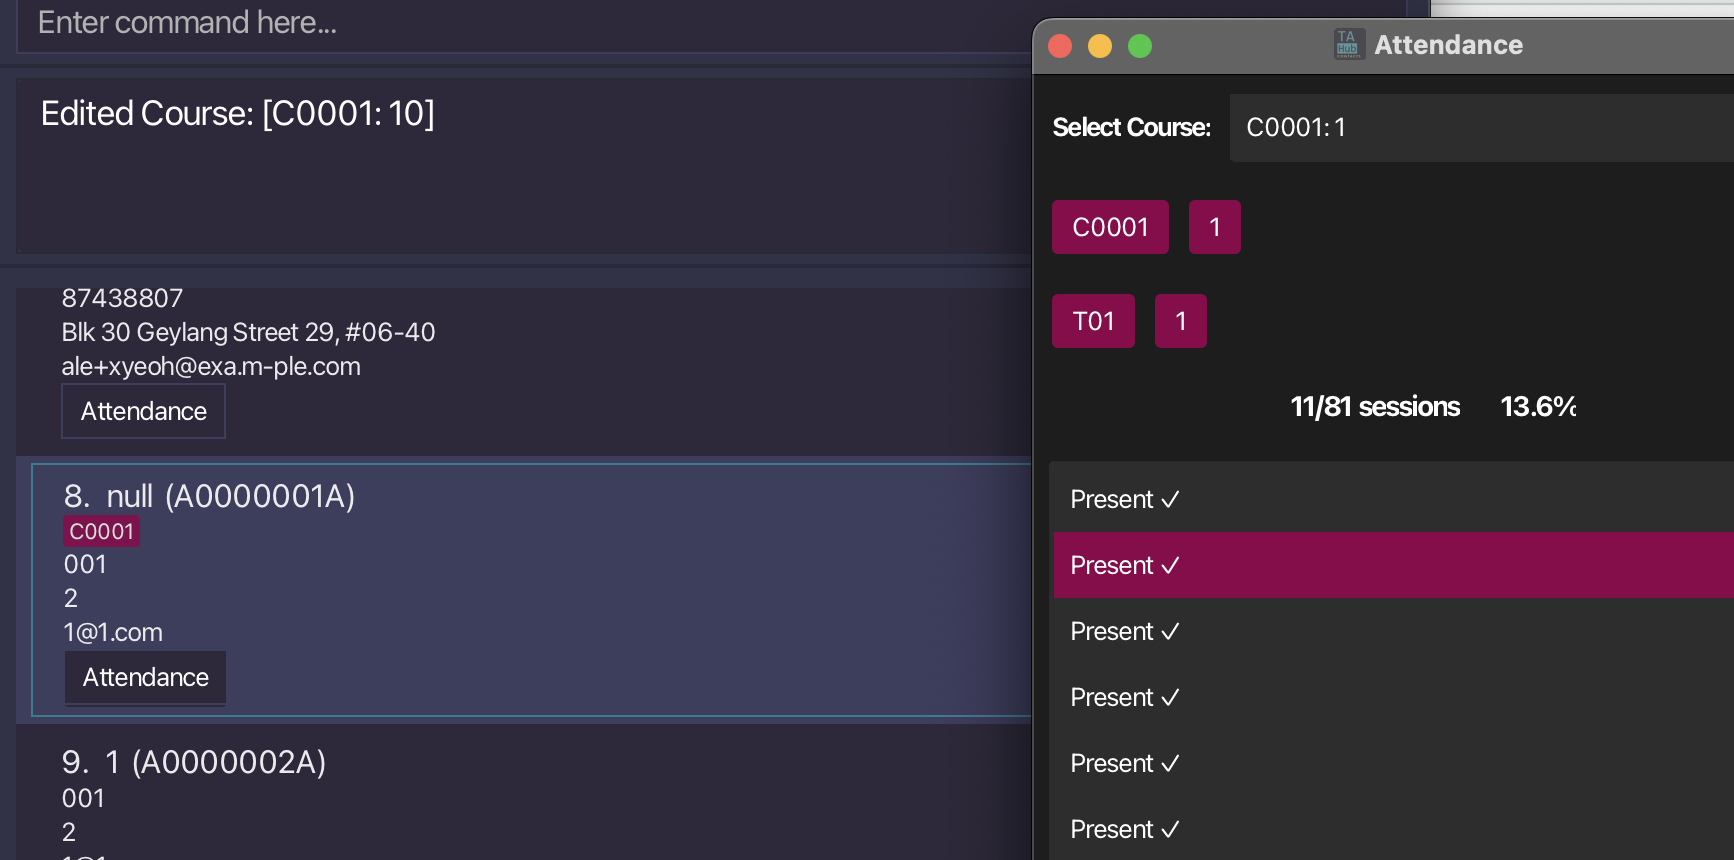 Enter command here...
Edited Course: [C0001: 10]
87438807
Blk 30 Geylang Street 29, #06-40
ale+xyeoh@exa.m-ple.com
Attendance
8. null (A0000001A)
C0001
001
2
1@1.com
Attendance
9. 1 (A0000002A)
001
2
TA
Hub
CONTACTS
Attendance
Select Course:
C0001: 1
C0001 1
T01 1
11/81 sessions 13.6%
Present ✓
Present ✓
Present ✓
Present ✓
Present ✓
Present ✓